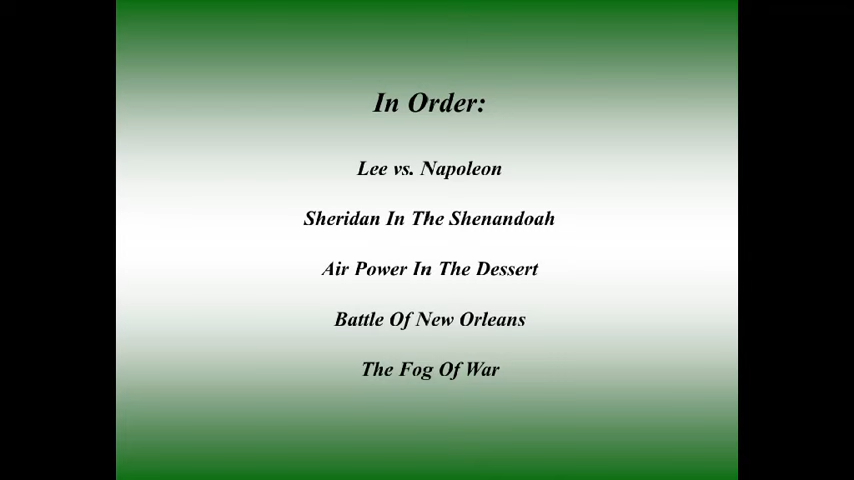 In Order:
Lee vs. Napoleon
Sheridan In The Shenandoah
Air Power In The Dessert
Battle Of New Orleans
The Fog Of War